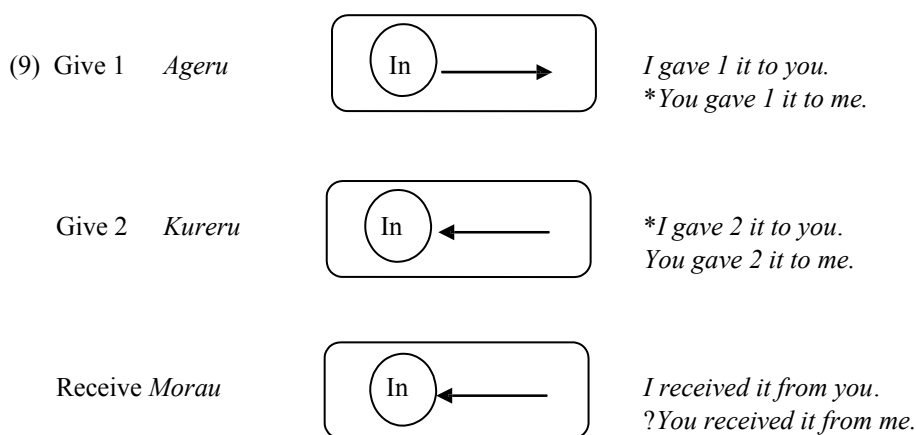 (9) Give 1 Ageru In I gave 1 it to you.
*You gave 1 it to me.
Give 2 Kureru In *I gave 2 it to you.
You gave 2 it to me.
Receive Morau In I received it from you.
?You received it from me.